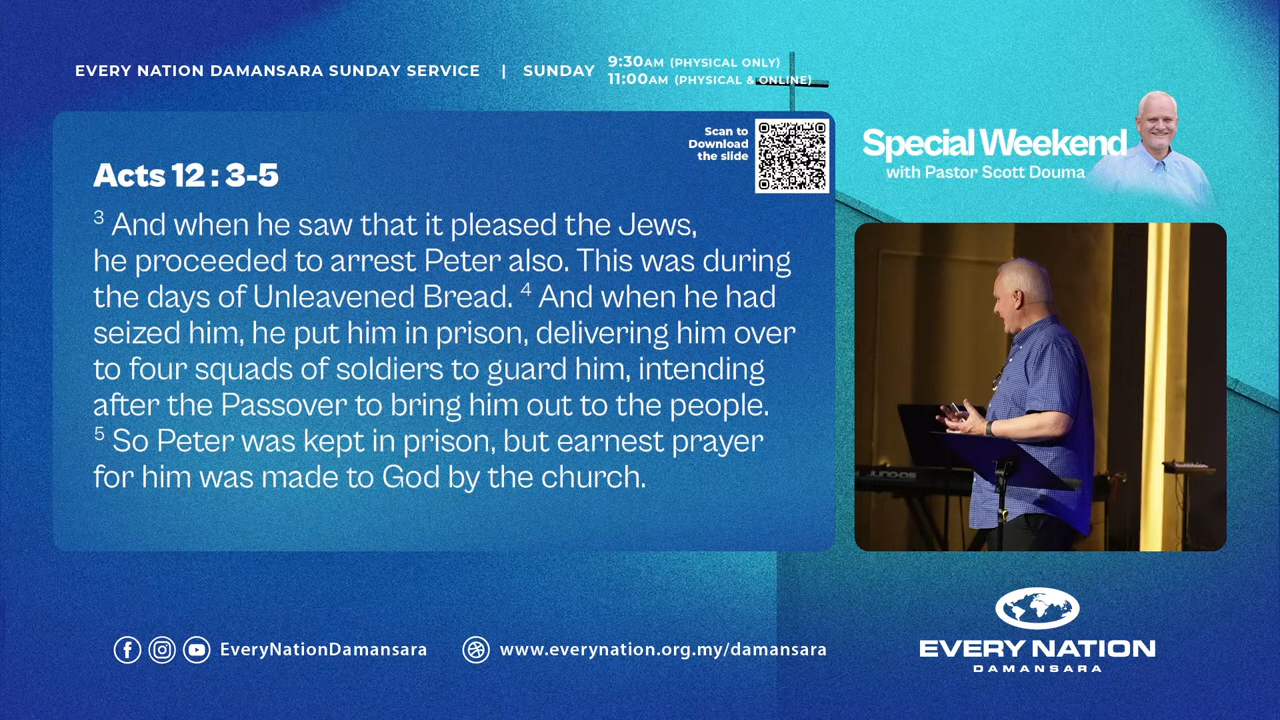 EVERY NATION DAMANSARA SUNDAY SERVICE | SUNDAY 9:30AM (PHYSICAL ONLY)
11:00AM (PHYSICAL & ONLINE)
Scan to
Download
the slide
Acts 12 : 3-5
3 And when he saw that it pleased the Jews,
he proceeded to arrest Peter also. This was during
the days of Unleavened Bread. 4 And when he had
seized him, he put him in prison, delivering him over
to four squads of soldiers to guard him, intending
after the Passover to bring him out to the people.
5 So Peter was kept in prison, but earnest prayer
for him was made to God by the church.
Special Weekend
with Pastor Scott Douma
JUNO-DS
EveryNationDamansara
www.everynation.org.my/damansara
EVERY NATION
DAMANSARA